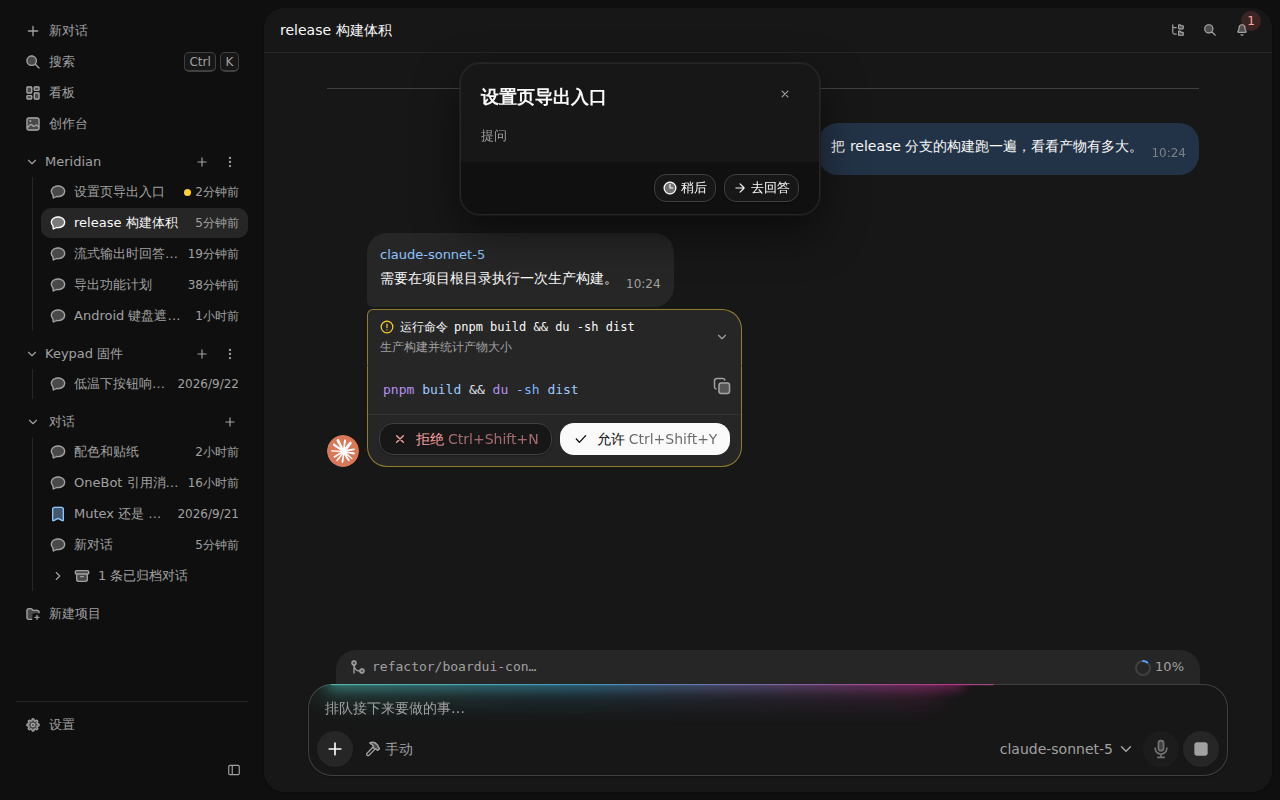 新对话
搜索 Ctrl K
看板
创作台
Meridian
设置页导出入口 2分钟前
release 构建体积 5分钟前
流式输出时回答… 19分钟前
导出功能计划 38分钟前
Android 键盘遮… 1小时前
Keypad 固件
低温下按钮响… 2026/9/22
对话
配色和贴纸 2小时前
OneBot 引用消… 16小时前
Mutex 还是 … 2026/9/21
新对话 5分钟前
1 条已归档对话
新建项目
设置
release 构建体积
1
设置页导出入口
提问
稍后 去回答
把 release 分支的构建跑一遍，看看产物有多大。 10:24
claude-sonnet-5
需要在项目根目录执行一次生产构建。 10:24
运行命令 pnpm build && du -sh dist
生产构建并统计产物大小
pnpm build && du -sh dist
拒绝 Ctrl+Shift+N 允许 Ctrl+Shift+Y
refactor/boardui-con… 10%
排队接下来要做的事…
手动 claude-sonnet-5